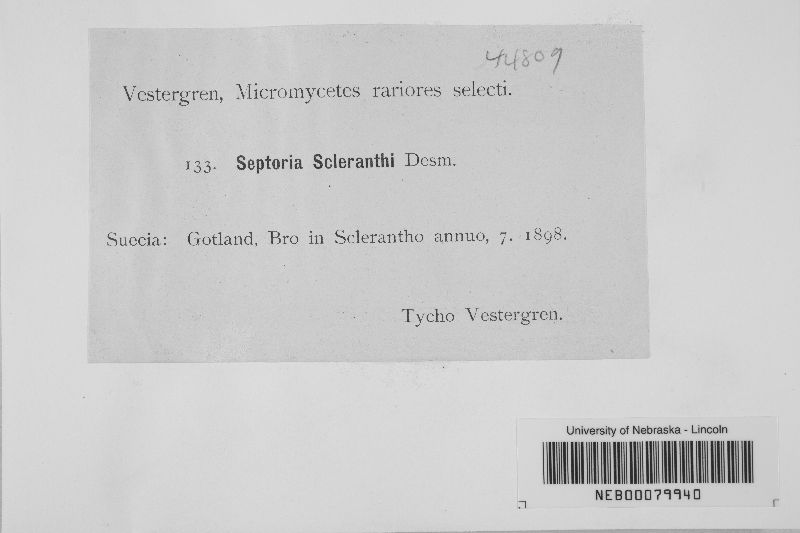 44809
Vestergren, Micromycetes rariores selecti.
133. Septoria Scleranthi Desm.
Suecia: Gotland, Bro in Sclerantho annuo, 7. 1898.
Tycho Vestergren.
University of Nebraska - Lincoln
NEB00079940